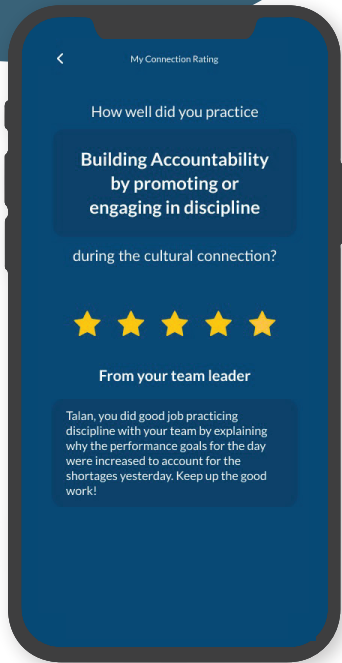 My Connection Rating
How well did you practice
Building Accountability
by promoting or
engaging in discipline
during the cultural connection?
From your team leader
Talan, you did good job practicing
discipline with your team by explaining
why the performance goals for the day
were increased to account for the
shortages yesterday. Keep up the good
work!